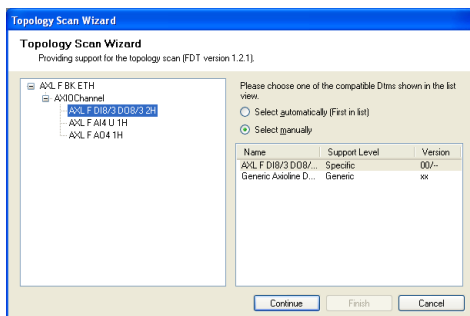 Topology Scan Wizard
Topology Scan Wizard
Providing support for the topology scan (FDT version 1.2.1).
AXL F BK ETH
AXIOChannel
AXL F DI8/3 DO8/3 2H
AXL F AI4 U 1H
AXL F AO4 1H
Please choose one of the compatible Dtms shown in the list
view.
Select automatically (First in list)
Select manually
Name Support Level Version
AXL F DI8/3 DO8/... Specific 00/--
Generic Axioline D... Generic xx
Continue Finish Cancel